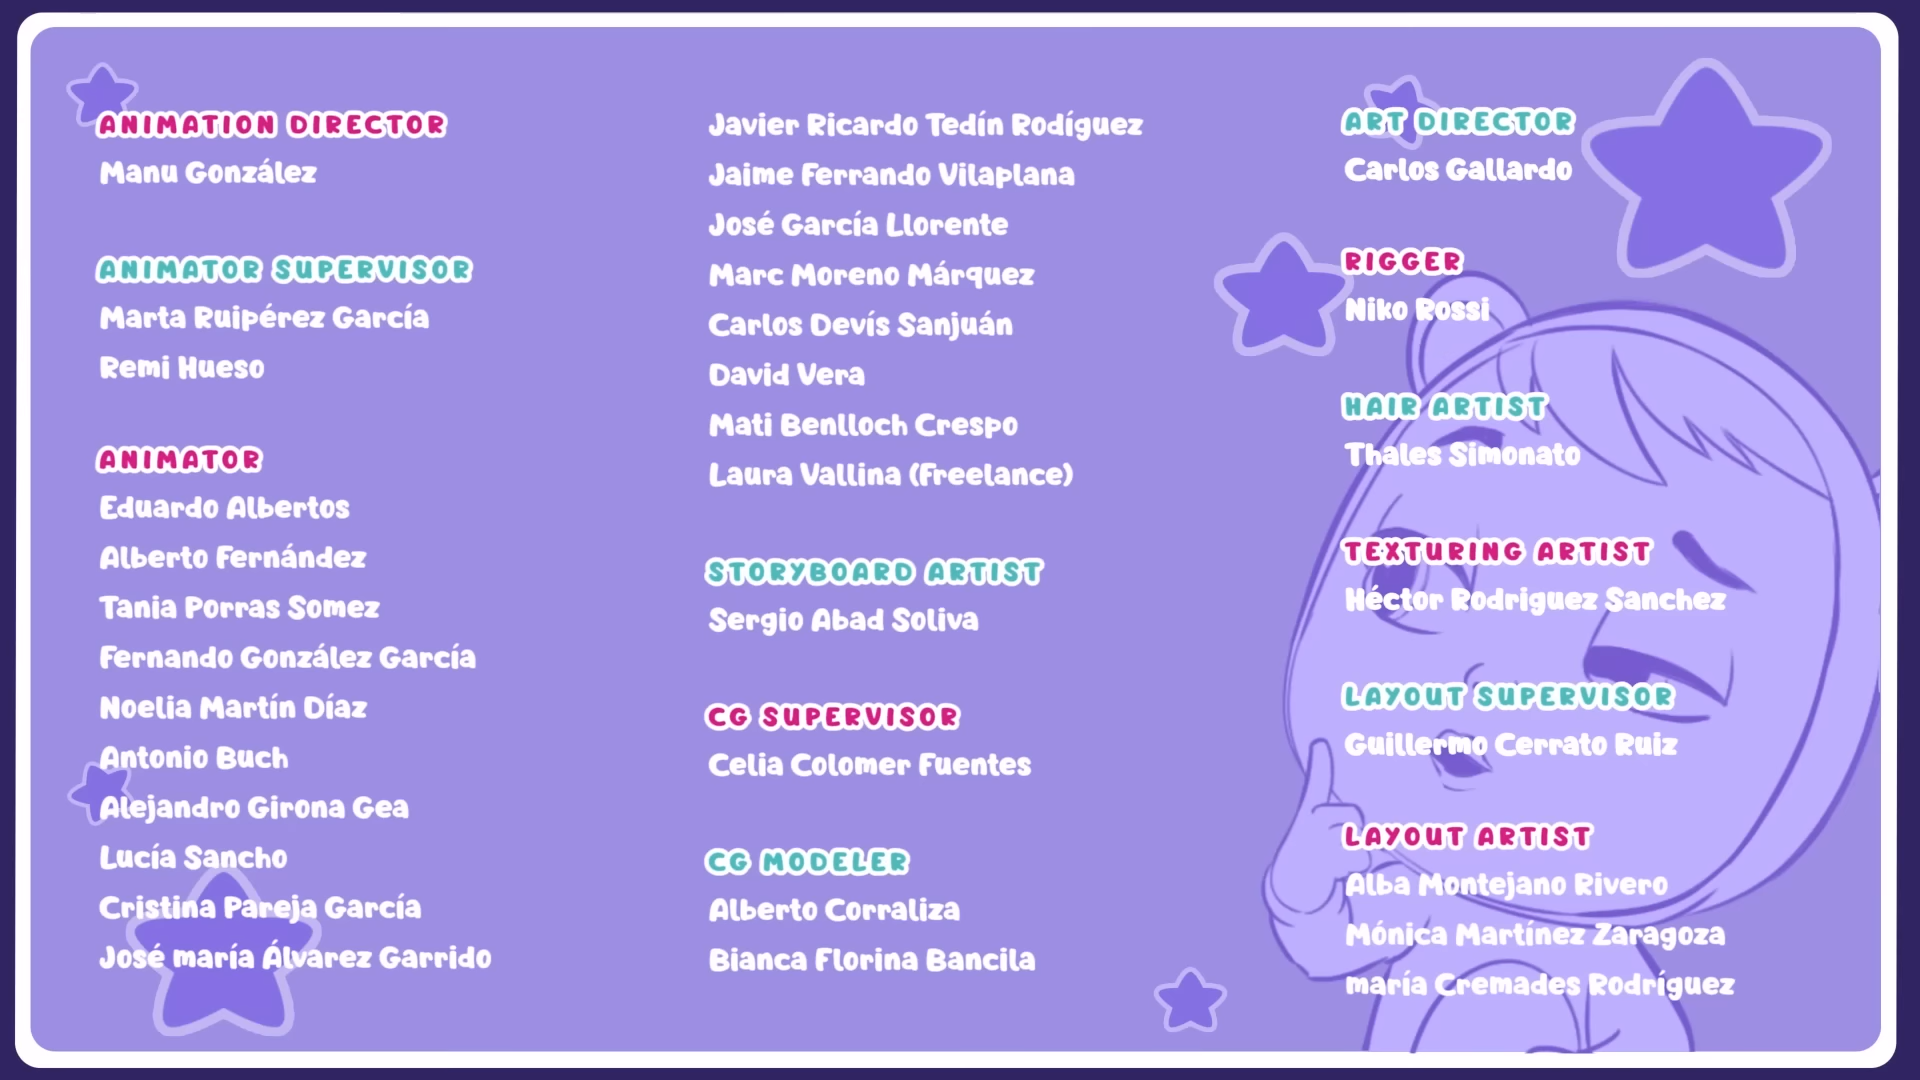 ANIMATION DIRECTOR
Manu González
ANIMATOR SUPERVISOR
Marta Ruipérez García
Remi Hueso
ANIMATOR
Eduardo Albertos
Alberto Fernández
Tania Porras Somez
Fernando González García
Noelia Martín Díaz
Antonio Buch
Alejandro Girona Gea
Lucía Sancho
Cristina Pareja García
José maría Álvarez Garrido
Javier Ricardo Tedín Rodíguez
Jaime Ferrando Vilaplana
José García Llorente
Marc Moreno Márquez
Carlos Devís Sanjuán
David Vera
Mati Benlloch Crespo
Laura Vallina (Freelance)
STORYBOARD ARTIST
Sergio Abad Soliva
CG SUPERVISOR
Celia Colomer Fuentes
CG MODELER
Alberto Corraliza
Bianca Florina Bancila
ART DIRECTOR
Carlos Gallardo
RIGGER
Niko Rossi
HAIR ARTIST
Thales Simonato
TEXTURING ARTIST
Héctor Rodriguez Sanchez
LAYOUT SUPERVISOR
Guillermo Cerrato Ruiz
LAYOUT ARTIST
Alba Montejano Rivero
Mónica Martínez Zaragoza
maría Cremades Rodríguez